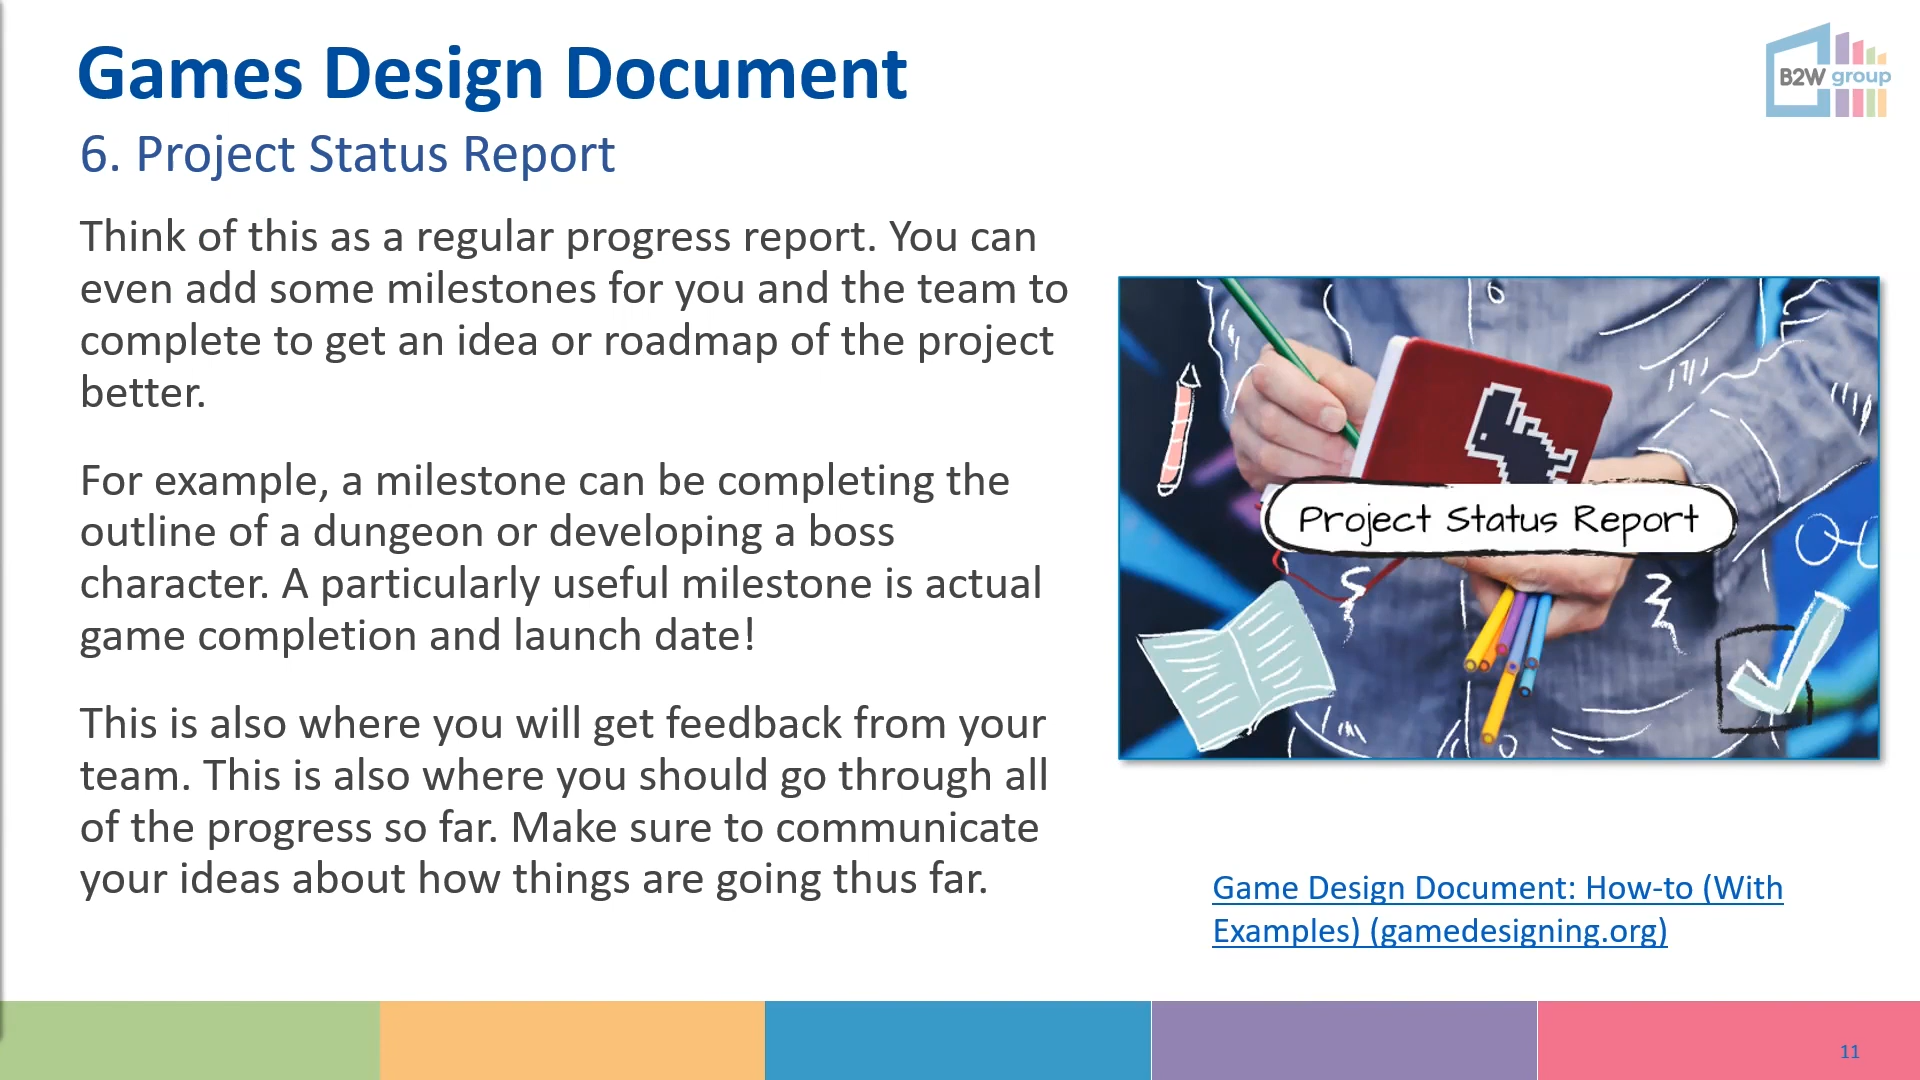 Games Design Document
B2W group
6. Project Status Report
Think of this as a regular progress report. You can
even add some milestones for you and the team to
complete to get an idea or roadmap of the project
better.
For example, a milestone can be completing the
outline of a dungeon or developing a boss
character. A particularly useful milestone is actual
game completion and launch date!
This is also where you will get feedback from your
team. This is also where you should go through all
of the progress so far. Make sure to communicate
your ideas about how things are going thus far.
Project Status Report
Game Design Document: How-to (With
Examples) (gamedesigning.org)
11